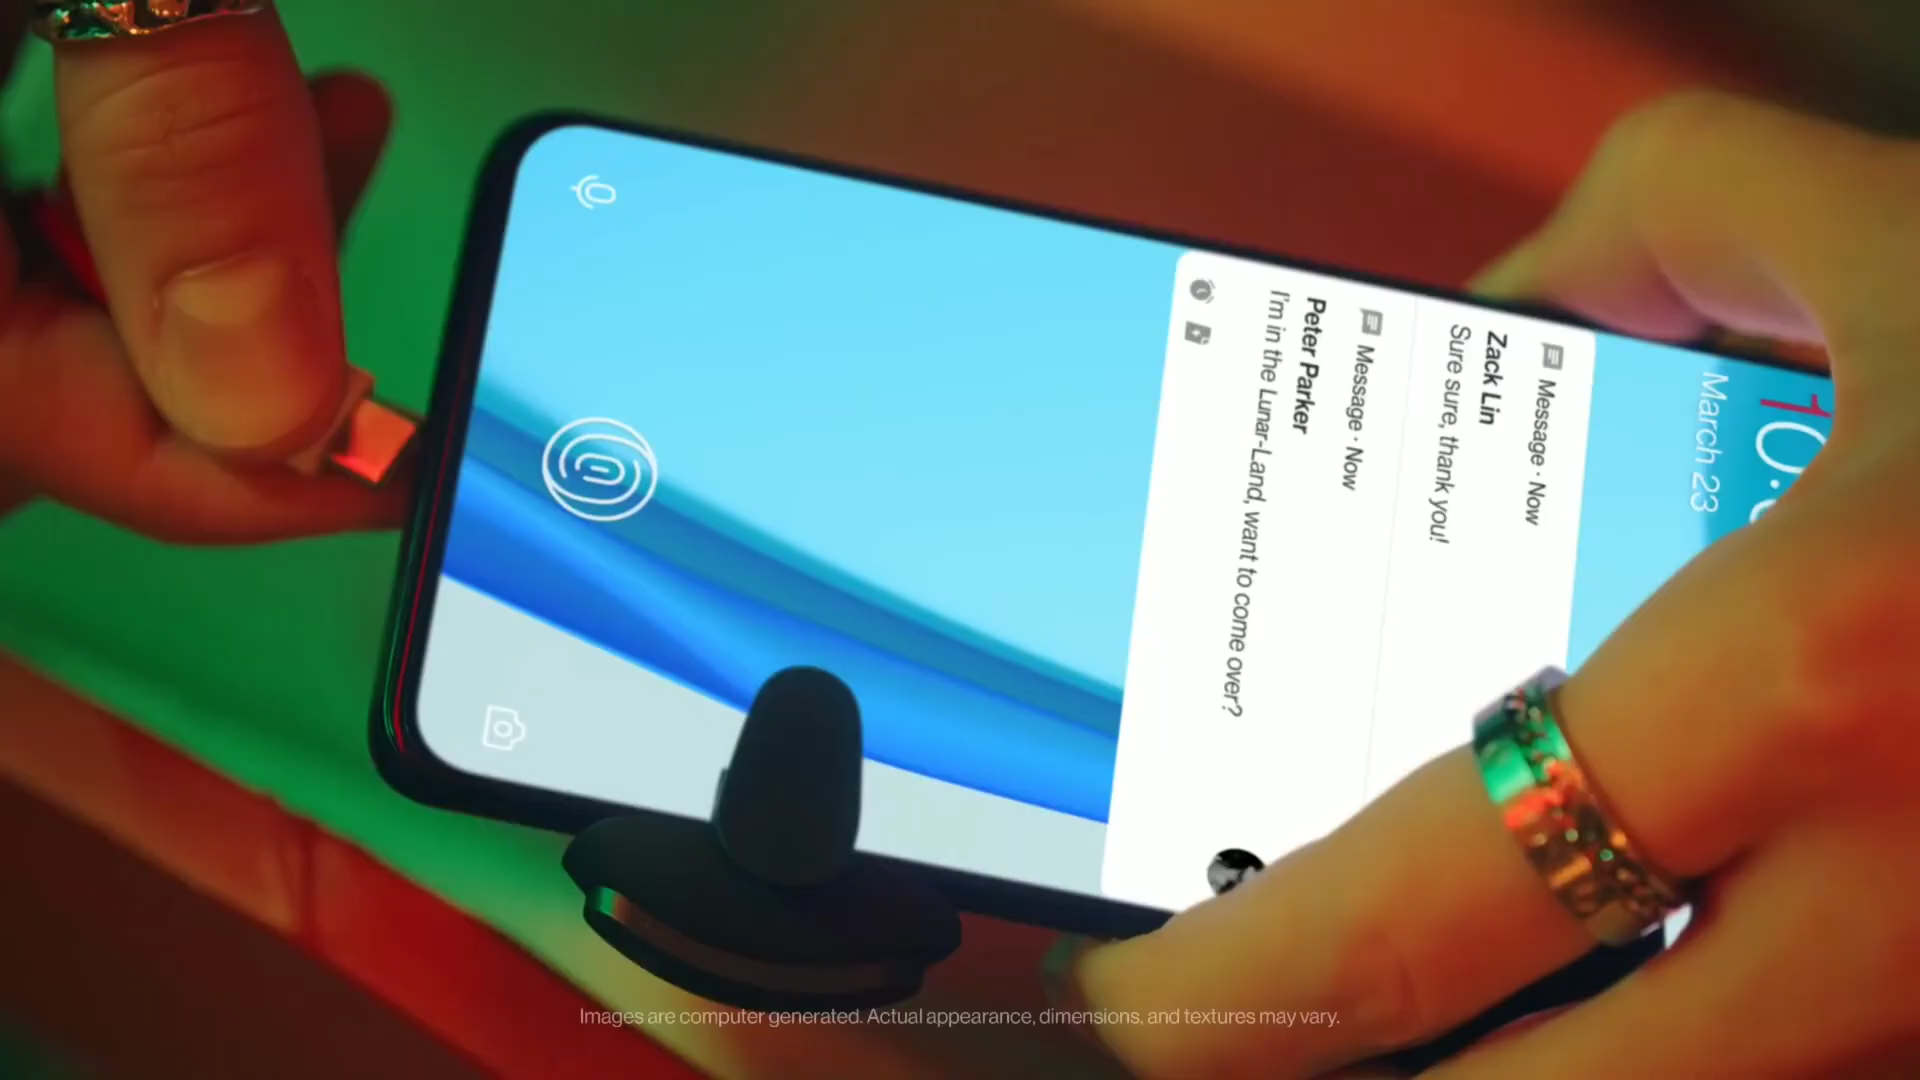 March 23
Message · Now
Zack Lin
Sure sure, thank you!
Message · Now
Peter Parker
I'm in the Lunar-Land, want to come over?
Images are computer generated. Actual appearance, dimensions, and textures may vary.